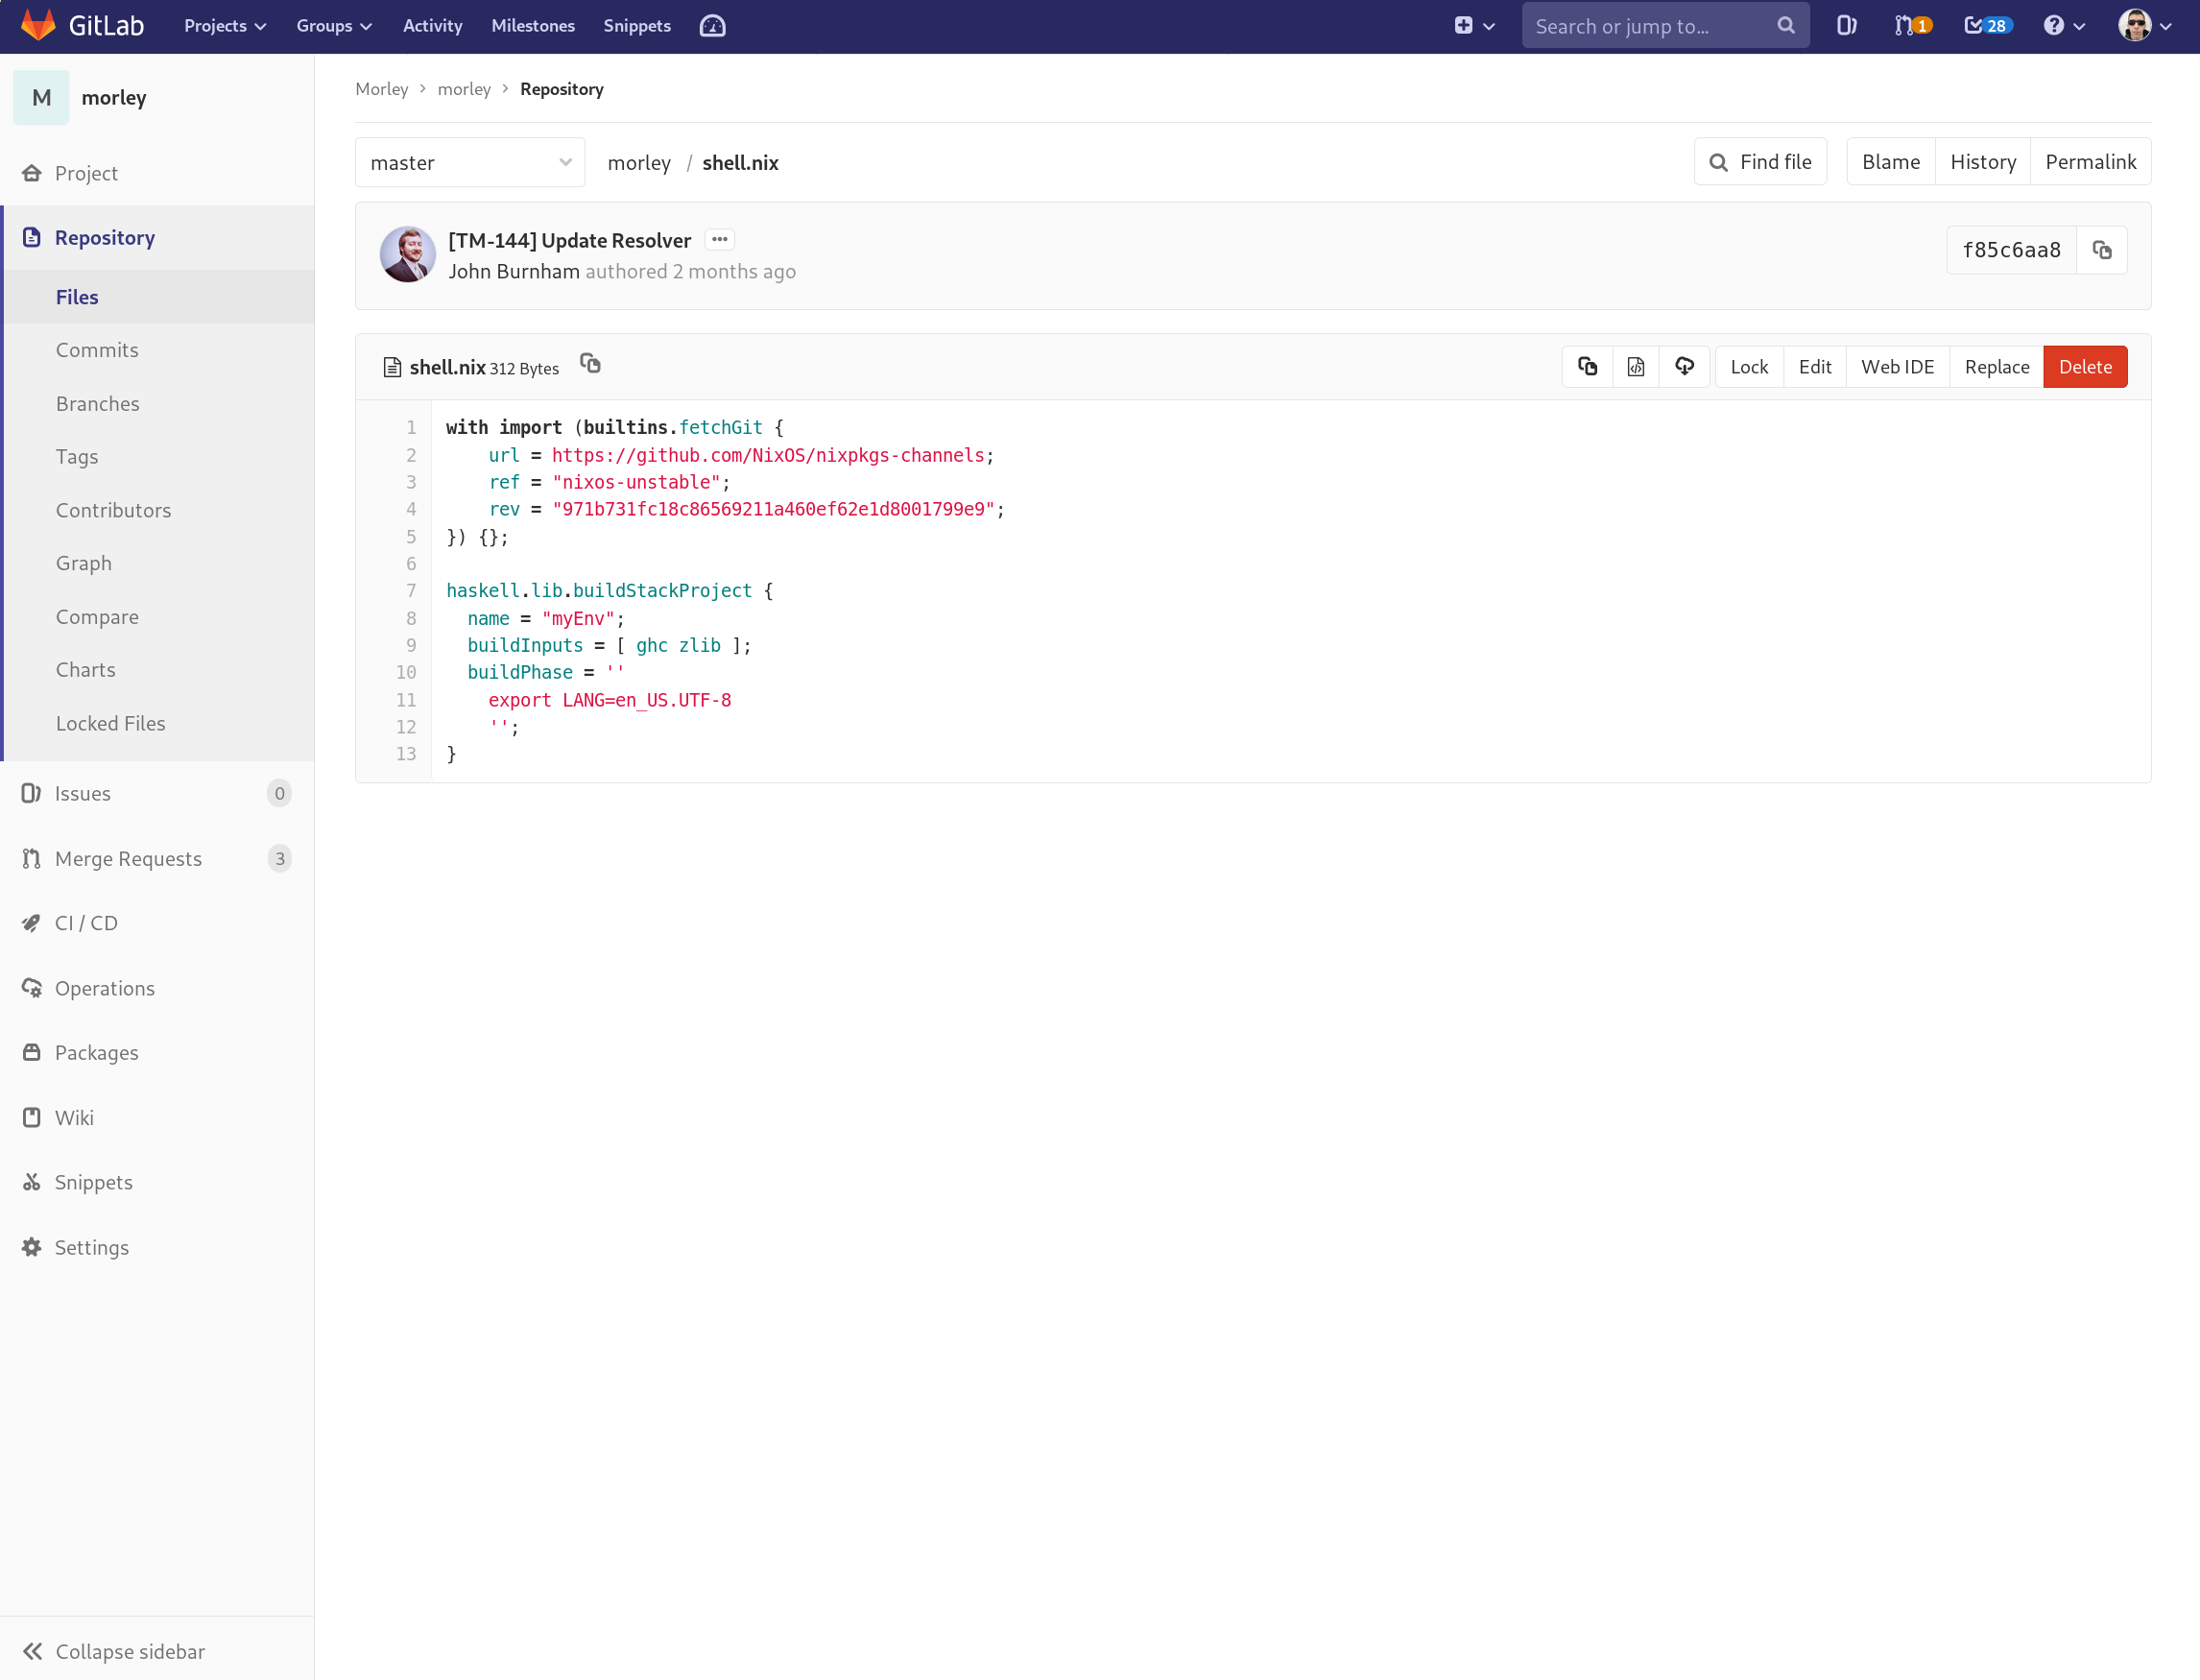 GitLab Projects Groups Activity Milestones Snippets Search or jump to... 1 28
M morley
Morley > morley > Repository
Project
Repository
Files
Commits
Branches
Tags
Contributors
Graph
Compare
Charts
Locked Files
Issues 0
Merge Requests 3
CI / CD
Operations
Packages
Wiki
Snippets
Settings
Collapse sidebar
master morley / shell.nix Find file Blame History Permalink
[TM-144] Update Resolver
John Burnham authored 2 months ago
f85c6aa8
shell.nix 312 Bytes Lock Edit Web IDE Replace Delete
1 with import (builtins.fetchGit {
2     url = https://github.com/NixOS/nixpkgs-channels;
3     ref = "nixos-unstable";
4     rev = "971b731fc18c86569211a460ef62e1d8001799e9";
5 }) {};
6
7 haskell.lib.buildStackProject {
8   name = "myEnv";
9   buildInputs = [ ghc zlib ];
10   buildPhase = ''
11     export LANG=en_US.UTF-8
12     '';
13 }